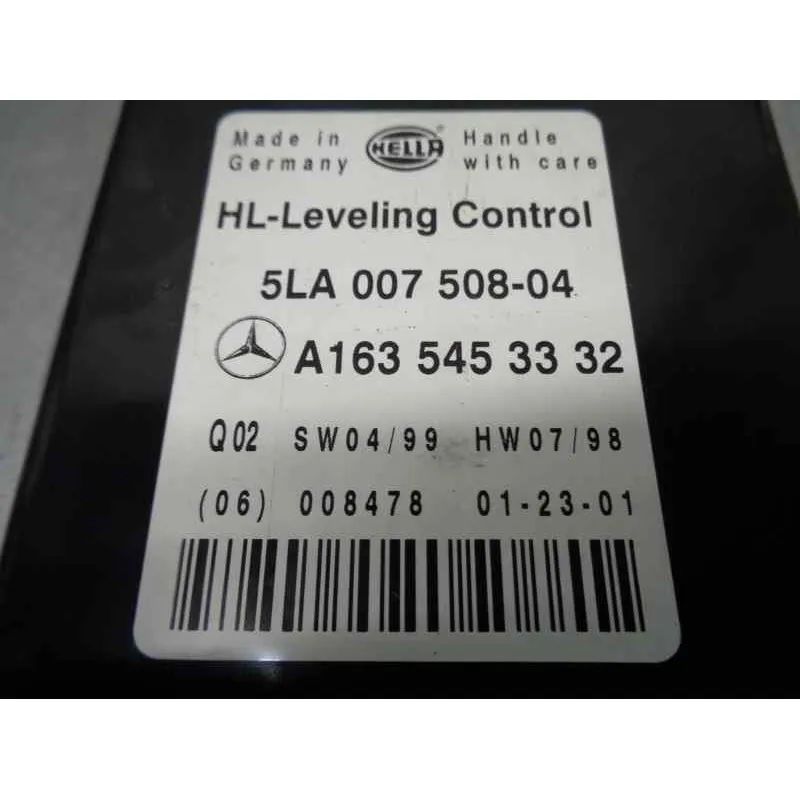 Made in HELLA® Handle
Germany with care
HL-Leveling Control
5LA 007 508-04
A163 545 33 32
Q02 SW04/99 HW07/98
(06) 008478 01-23-01